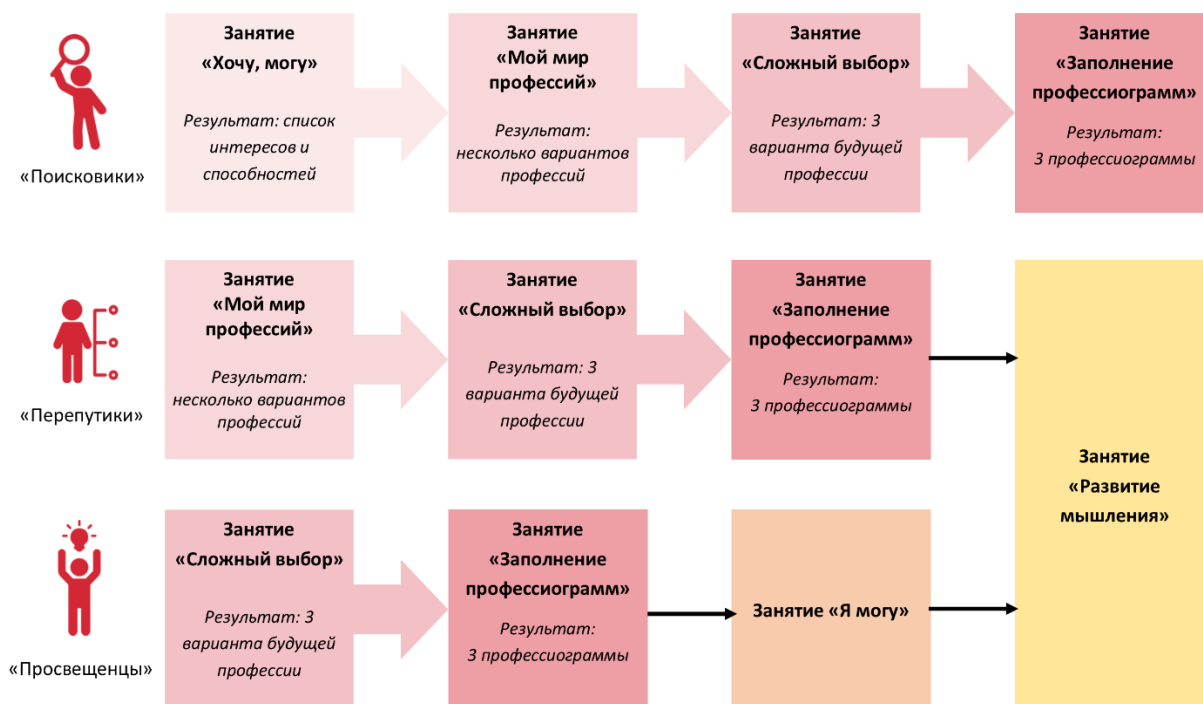 Занятие
«Хочу, могу»
Результат: список
интересов и
способностей
Занятие
«Мой мир
профессий»
Результат:
несколько вариантов
профессий
Занятие
«Сложный выбор»
Результат: 3
варианта будущей
профессии
Занятие
«Заполнение
профессиограмм»
Результат:
3 профессиограммы
«Поисковики»
Занятие
«Мой мир
профессий»
Результат:
несколько вариантов
профессий
Занятие
«Сложный выбор»
Результат: 3
варианта будущей
профессии
Занятие
«Заполнение
профессиограмм»
Результат:
3 профессиограммы
«Перепутики»
Занятие
«Развитие
мышления»
Занятие
«Сложный выбор»
Результат: 3
варианта будущей
профессии
Занятие
«Заполнение
профессиограмм»
Результат:
3 профессиограммы
Занятие «Я могу»
«Просвещенцы»